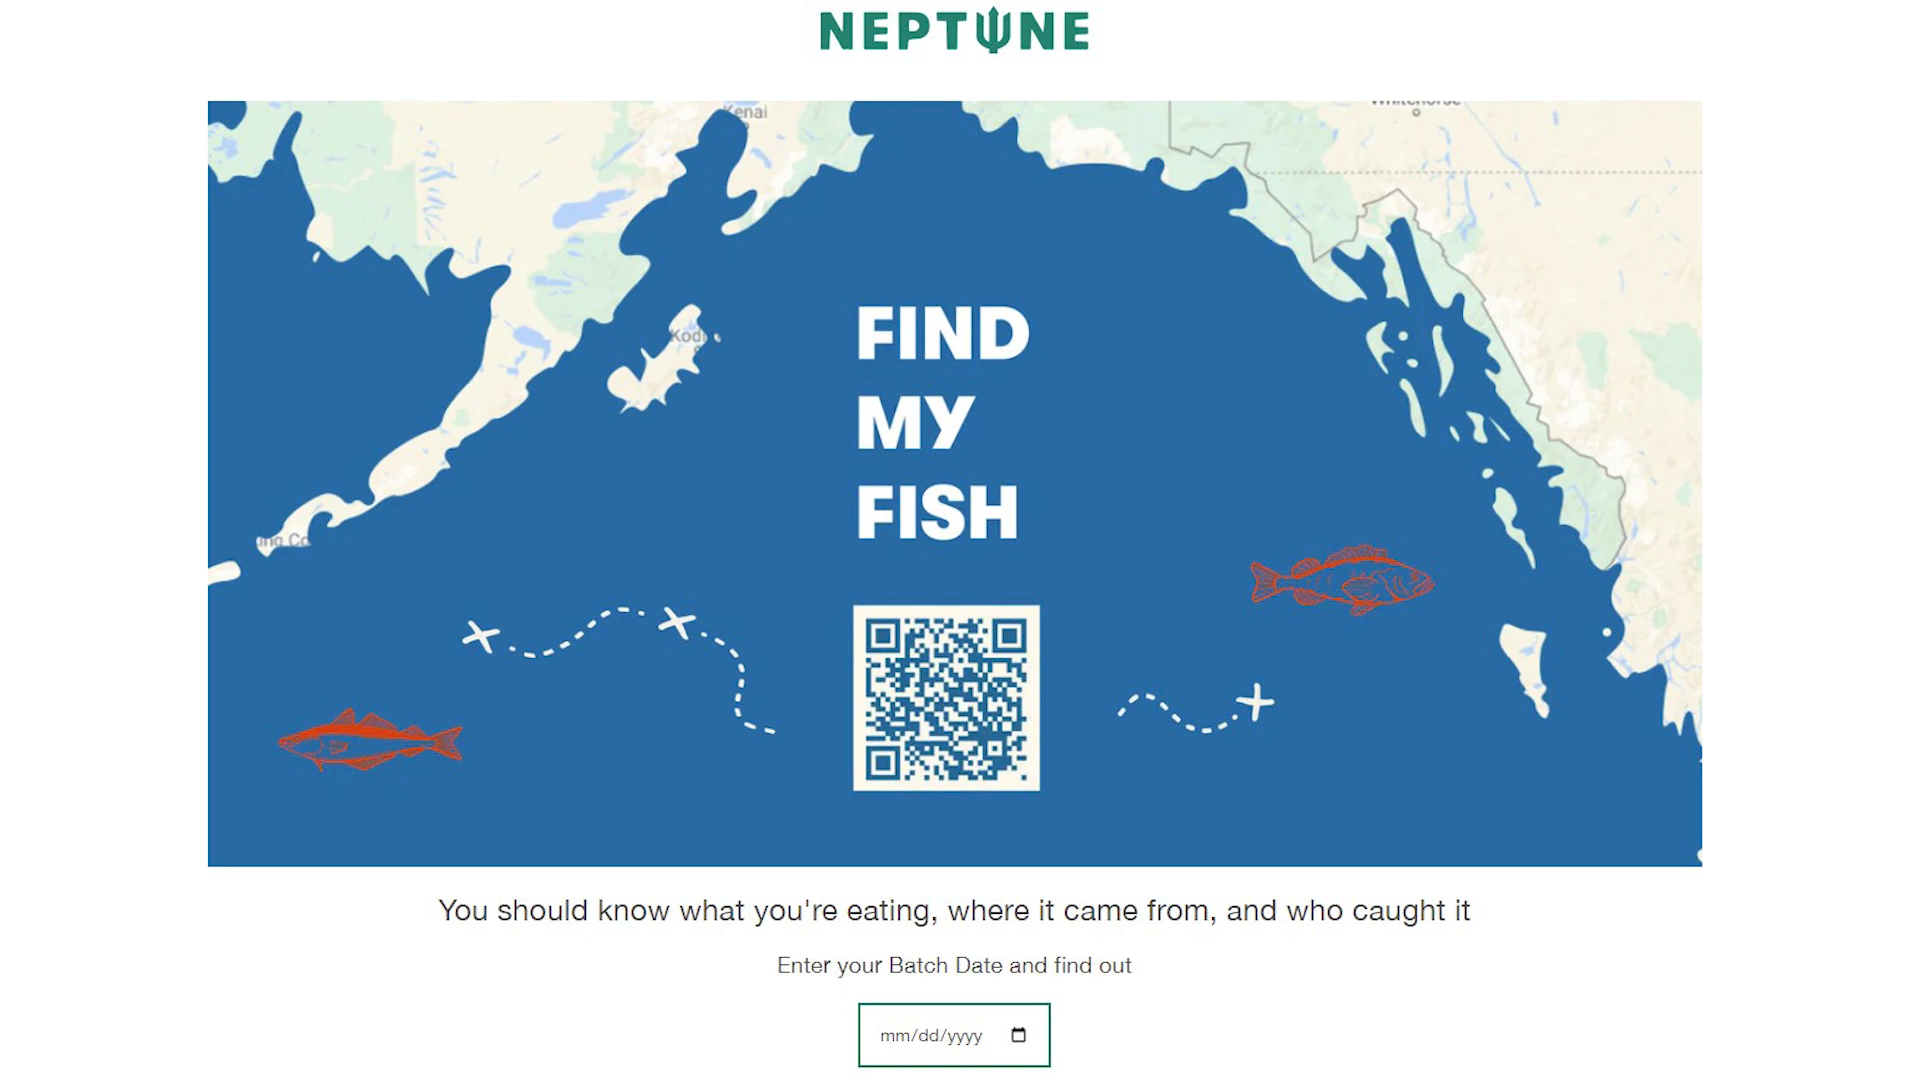 NEPTUNE
Kenai
FIND
MY
FISH
You should know what you're eating, where it came from, and who caught it
Enter your Batch Date and find out
mm/dd/yyyy